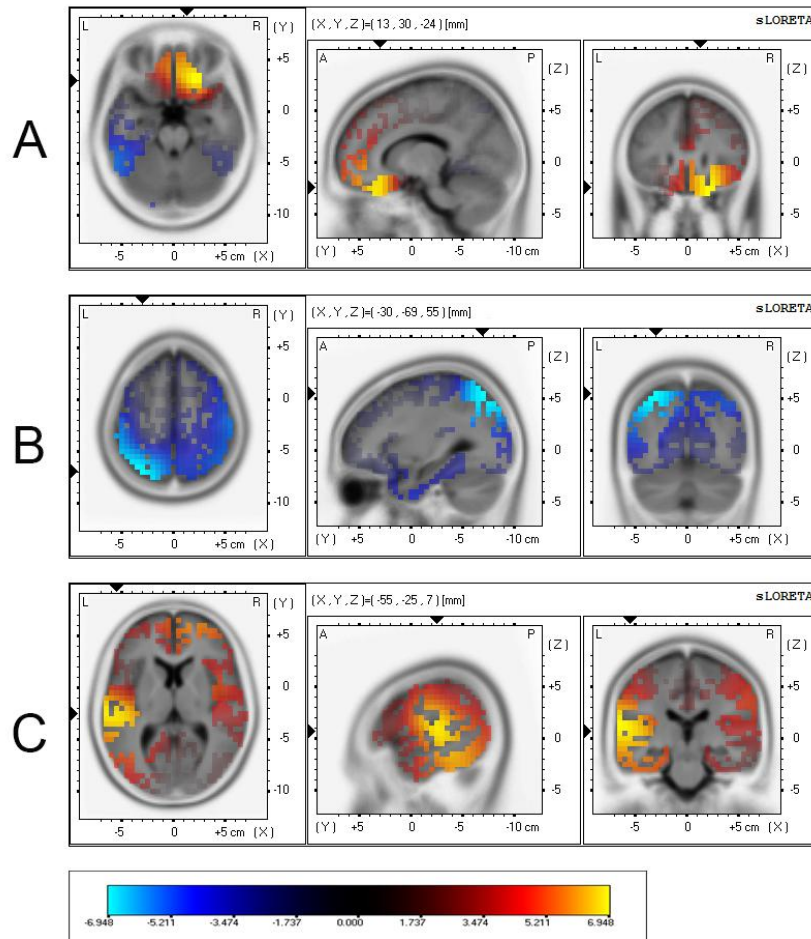 A
L R (Y)
+5
0
-5
-10
-5 0 +5 cm (X)
(X,Y,Z)=(13,30,-24)[mm]
A P (Z)
+5
0
-5
(Y) +5 0 -5 -10 cm
sLORETA
L R (Z)
+5
0
-5
-5 0 +5 cm (X)
B
L R (Y)
+5
0
-5
-10
-5 0 +5 cm (X)
(X,Y,Z)=(-30,-69,55)[mm]
A P (Z)
+5
0
-5
(Y) +5 0 -5 -10 cm
sLORETA
L R (Z)
+5
0
-5
-5 0 +5 cm (X)
C
L R (Y)
+5
0
-5
-10
-5 0 +5 cm (X)
(X,Y,Z)=(-55,-25,7)[mm]
A P (Z)
+5
0
-5
(Y) +5 0 -5 -10 cm
sLORETA
L R (Z)
+5
0
-5
-5 0 +5 cm (X)
-6.948 -5.211 -3.474 -1.737 0.000 1.737 3.474 5.211 6.948